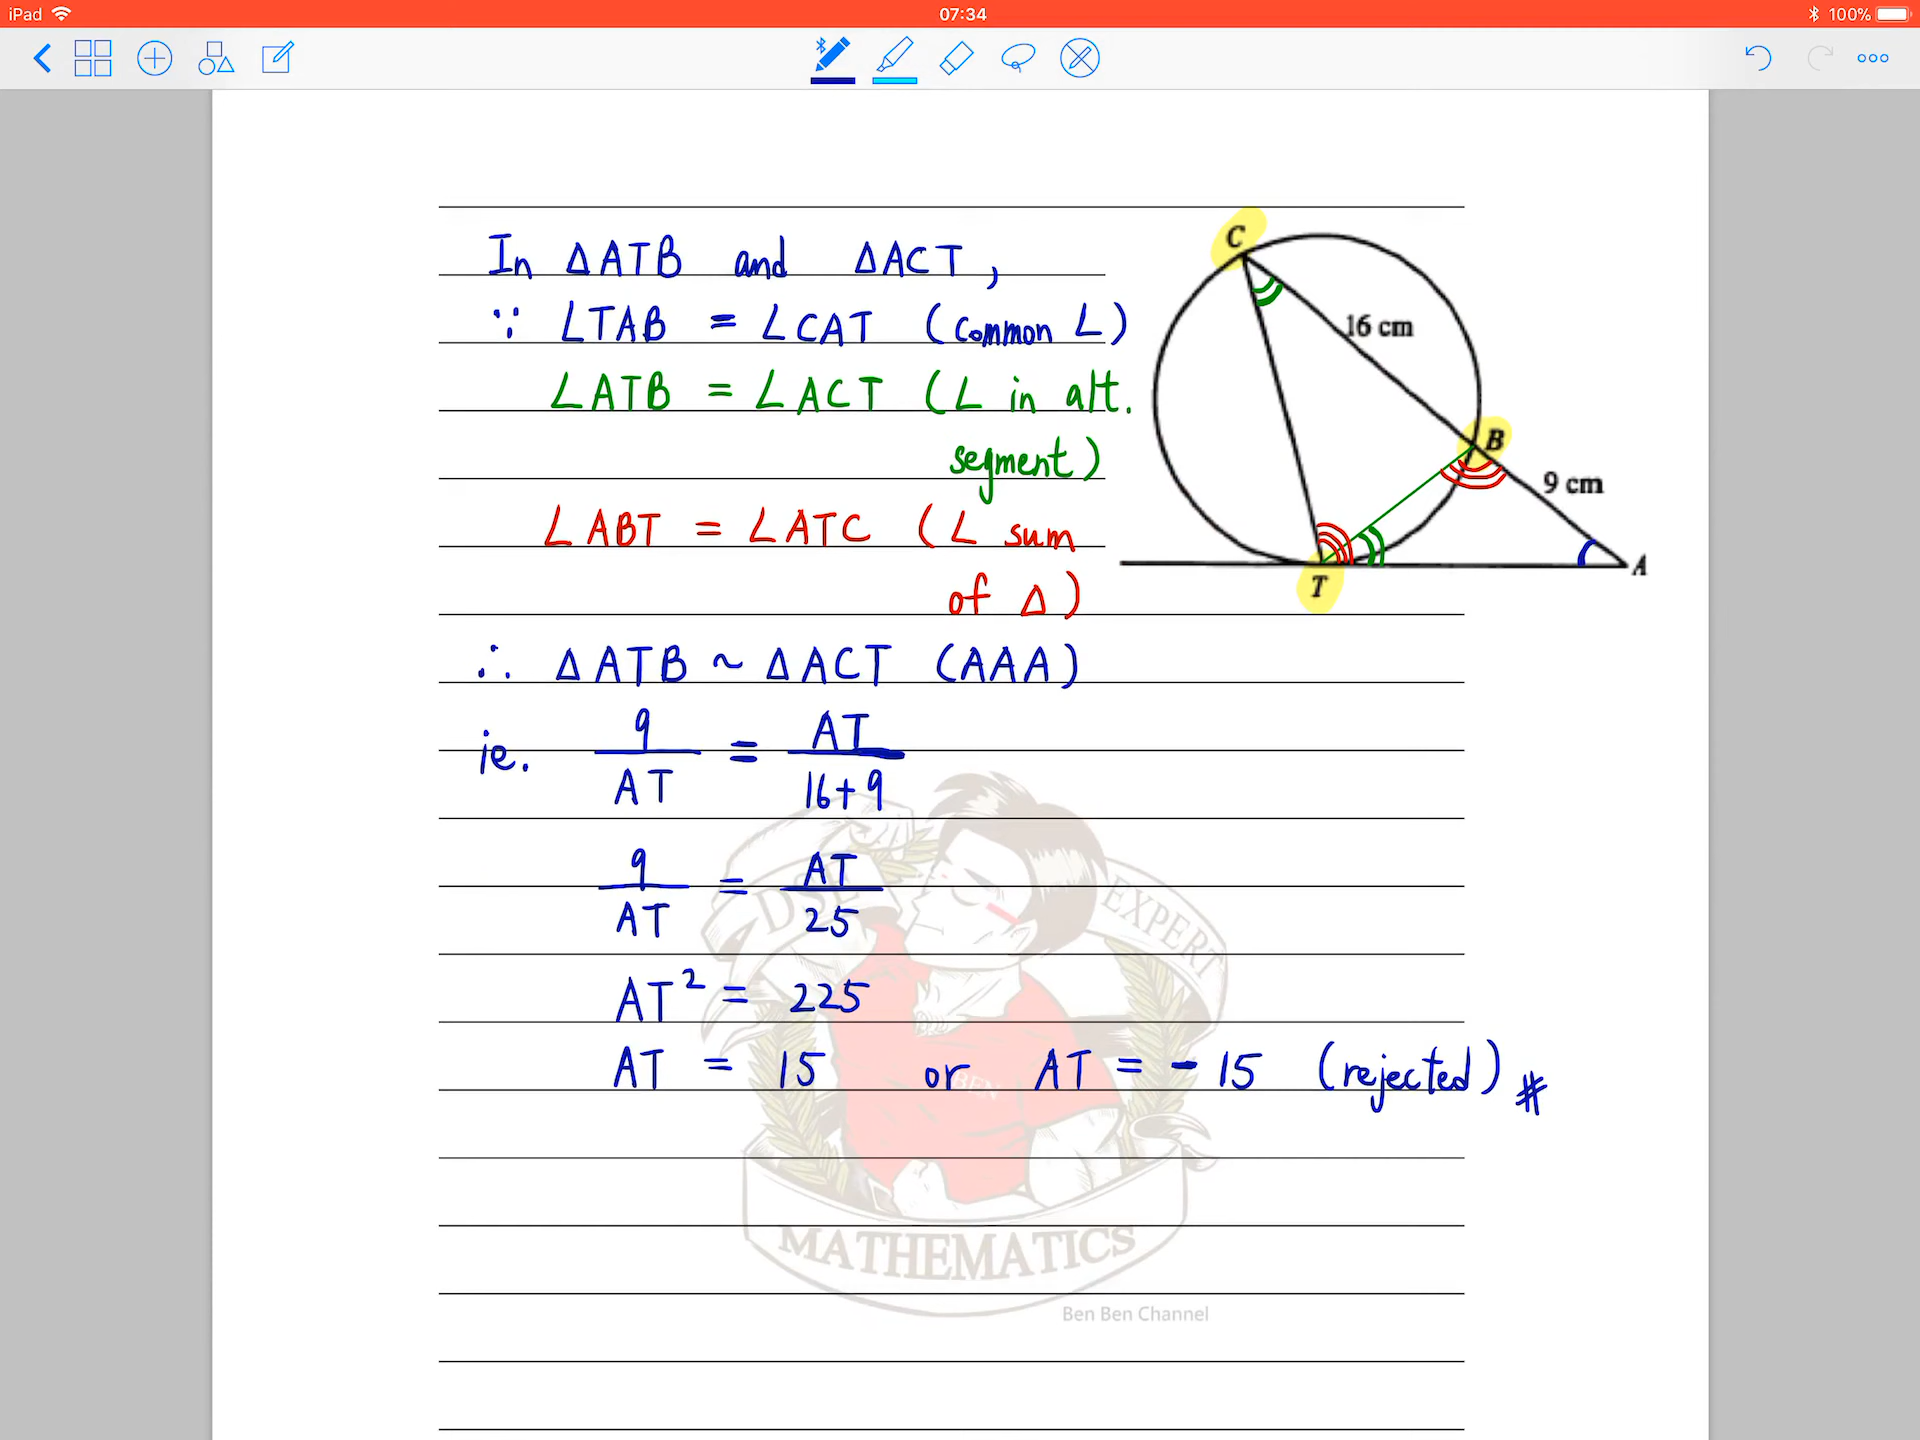 iPad 07:34 100%
In ΔATB and ΔACT,
∵ ∠TAB = ∠CAT (common ∠)
∠ATB = ∠ACT (∠ in alt.
segment)
∠ABT = ∠ATC (∠ sum
of Δ)
∴ ΔATB ~ ΔACT (AAA)
ie. 9/AT = AT/16+9
9/AT = AT/25
AT² = 225
AT = 15 or AT = -15 (rejected) #
C
16 cm
B
9 cm
A
T
DSE EXPERT
BEN
MATHEMATICS
Ben Ben Channel